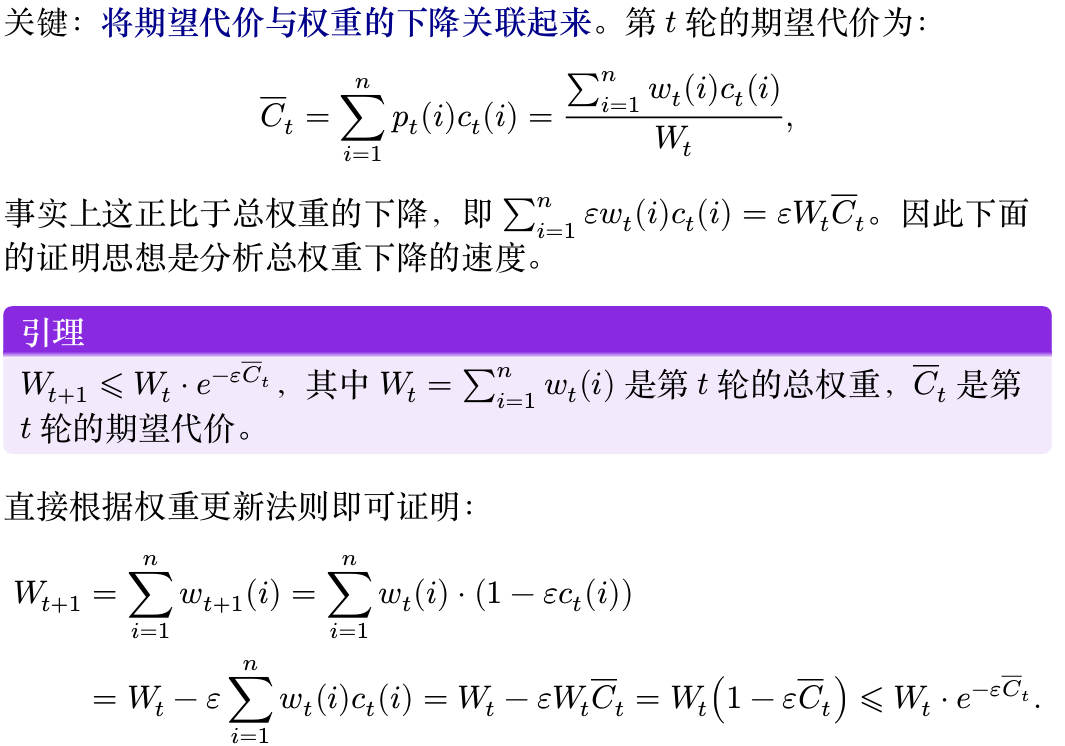 关键：将期望代价与权重的下降关联起来。第 t 轮的期望代价为：
$$\overline{C}_t = \sum_{i=1}^{n} p_t(i)c_t(i) = \frac{\sum_{i=1}^{n} w_t(i)c_t(i)}{W_t},$$
事实上这正比于总权重的下降，即 $\sum_{i=1}^{n} \varepsilon w_t(i)c_t(i) = \varepsilon W_t\overline{C}_t$。因此下面
的证明思想是分析总权重下降的速度。
引理
$W_{t+1} \leqslant W_t \cdot e^{-\varepsilon\overline{C}_t}$，其中 $W_t = \sum_{i=1}^{n} w_t(i)$ 是第 t 轮的总权重，$\overline{C}_t$ 是第
t 轮的期望代价。
直接根据权重更新法则即可证明：
$$W_{t+1} = \sum_{i=1}^{n} w_{t+1}(i) = \sum_{i=1}^{n} w_t(i) \cdot (1 - \varepsilon c_t(i))$$
$$= W_t - \varepsilon \sum_{i=1}^{n} w_t(i)c_t(i) = W_t - \varepsilon W_t\overline{C}_t = W_t\left(1 - \varepsilon\overline{C}_t\right) \leqslant W_t \cdot e^{-\varepsilon\overline{C}_t}.$$